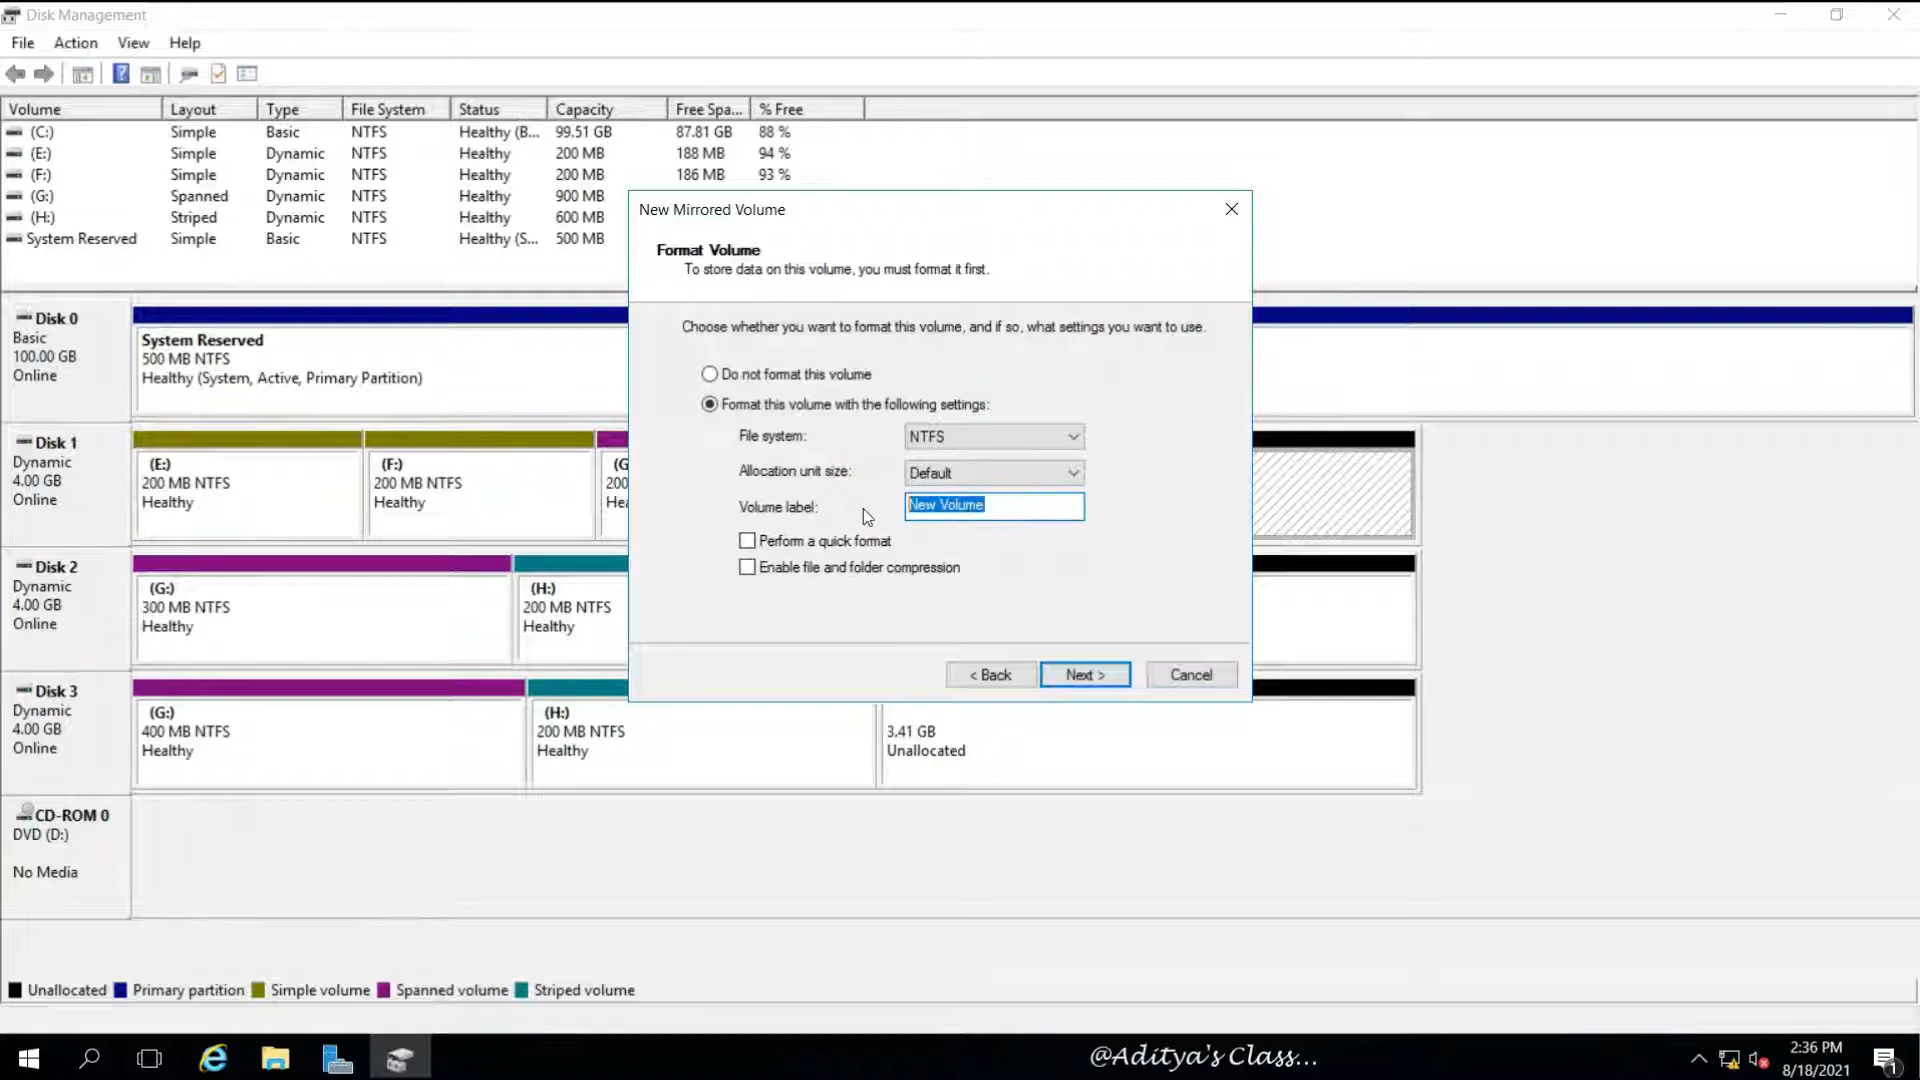 Disk Management
File Action View Help
Volume Layout Type File System Status Capacity Free Spa... % Free
(C:) Simple Basic NTFS Healthy (B... 99.51 GB 87.81 GB 88 %
(E:) Simple Dynamic NTFS Healthy 200 MB 188 MB 94 %
(F:) Simple Dynamic NTFS Healthy 200 MB 186 MB 93 %
(G:) Spanned Dynamic NTFS Healthy 900 MB
(H:) Striped Dynamic NTFS Healthy 600 MB
System Reserved Simple Basic NTFS Healthy (S... 500 MB
New Mirrored Volume
Format Volume
To store data on this volume, you must format it first.
Choose whether you want to format this volume, and if so, what settings you want to use.
Do not format this volume
Format this volume with the following settings:
File system: NTFS
Allocation unit size: Default
Volume label: New Volume
Perform a quick format
Enable file and folder compression
< Back Next > Cancel
Disk 0
Basic
100.00 GB
Online
System Reserved
500 MB NTFS
Healthy (System, Active, Primary Partition)
Disk 1
Dynamic
4.00 GB
Online
(E:)
200 MB NTFS
Healthy
(F:)
200 MB NTFS
Healthy
(G
200
Hea
Disk 2
Dynamic
4.00 GB
Online
(G:)
300 MB NTFS
Healthy
(H:)
200 MB NTFS
Healthy
Disk 3
Dynamic
4.00 GB
Online
(G:)
400 MB NTFS
Healthy
(H:)
200 MB NTFS
Healthy
3.41 GB
Unallocated
CD-ROM 0
DVD (D:)
No Media
Unallocated Primary partition Simple volume Spanned volume Striped volume
@Aditya's Class...
2:36 PM
8/18/2021
1